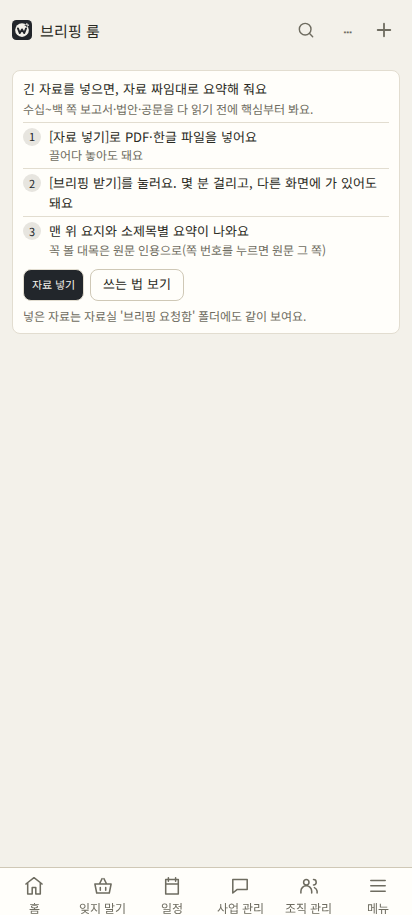 브리핑 룸
긴 자료를 넣으면, 자료 짜임대로 요약해 줘요
수십~백 쪽 보고서·법안·공문을 다 읽기 전에 핵심부터 봐요.
1 [자료 넣기]로 PDF·한글 파일을 넣어요
끌어다 놓아도 돼요
2 [브리핑 받기]를 눌러요. 몇 분 걸리고, 다른 화면에 가 있어도
돼요
3 맨 위 요지와 소제목별 요약이 나와요
꼭 볼 대목은 원문 인용으로(쪽 번호를 누르면 원문 그 쪽)
자료 넣기 쓰는 법 보기
넣은 자료는 자료실 '브리핑 요청함' 폴더에도 같이 보여요.
홈 잊지 말기 일정 사업 관리 조직 관리 메뉴